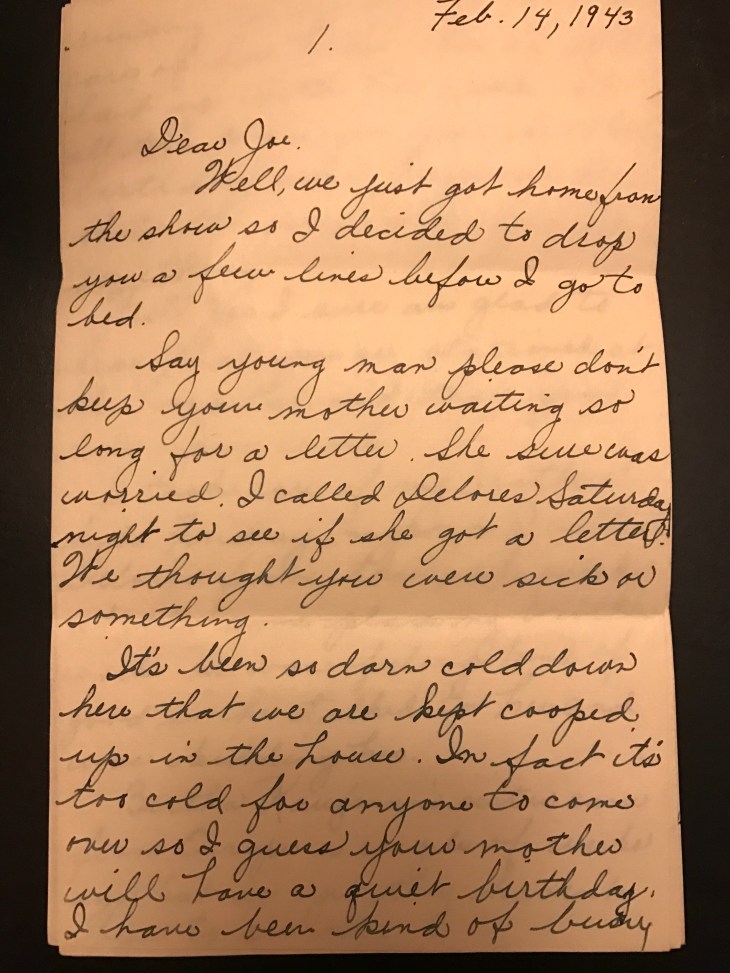 Feb. 14, 1943
1.
Dear Joe.
Well, we just got home from
the show so I decided to drop
you a few lines before I go to
bed.
Say young man please don't
keep your mother waiting so
long for a letter. She sure was
worried. I called Delores Saturday
night to see if she got a letter.
We thought you were sick or
something.
It's been so darn cold down
here that we are kept cooped
up in the house. In fact it's
too cold for anyone to come
over so I guess your mother
will have a quiet birthday.
I have been kind of busy